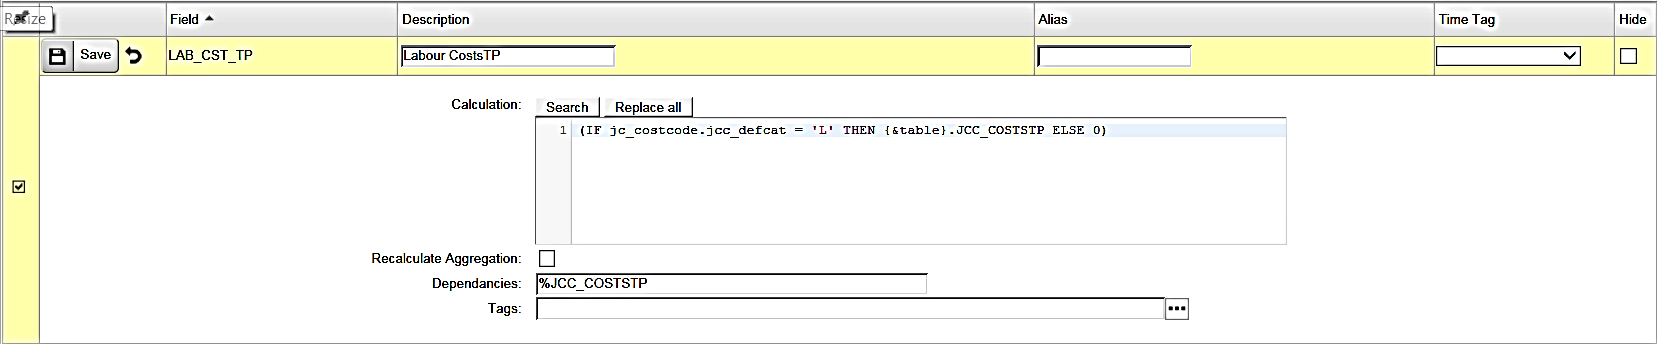 Resize
Field Description Alias Time Tag Hide
Save LAB_CST_TP Labour CostsTP
Calculation: Search Replace all
1 (IF jc_costcode.jcc_defcat = 'L' THEN {&table}.JCC_COSTSTP ELSE 0)
Recalculate Aggregation:
Dependancies: %JCC_COSTSTP
Tags: